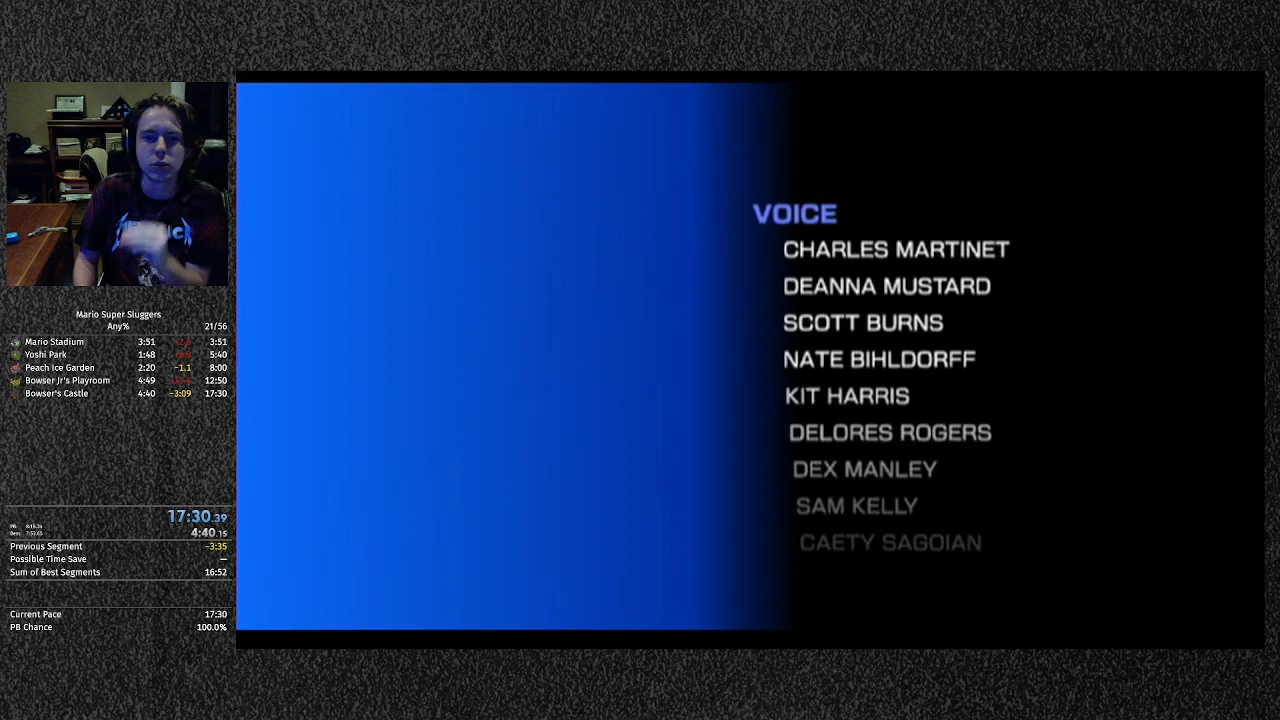 Mario Super Sluggers
Any% 21/56
Mario Stadium 3:51 3:51
Yoshi Park 1:48 5:40
Peach Ice Garden 2:20 −1.1 8:00
Bowser Jr's Playroom 4:49 12:50
Bowser's Castle 4:40 −3:09 17:30
17:30.39
4:40.15
Previous Segment −3:35
Possible Time Save —
Sum of Best Segments 16:52
Current Pace 17:30
PB Chance 100.0%
VOICE
CHARLES MARTINET
DEANNA MUSTARD
SCOTT BURNS
NATE BIHLDORFF
KIT HARRIS
DELORES ROGERS
DEX MANLEY
SAM KELLY
CAETY SAGOIAN